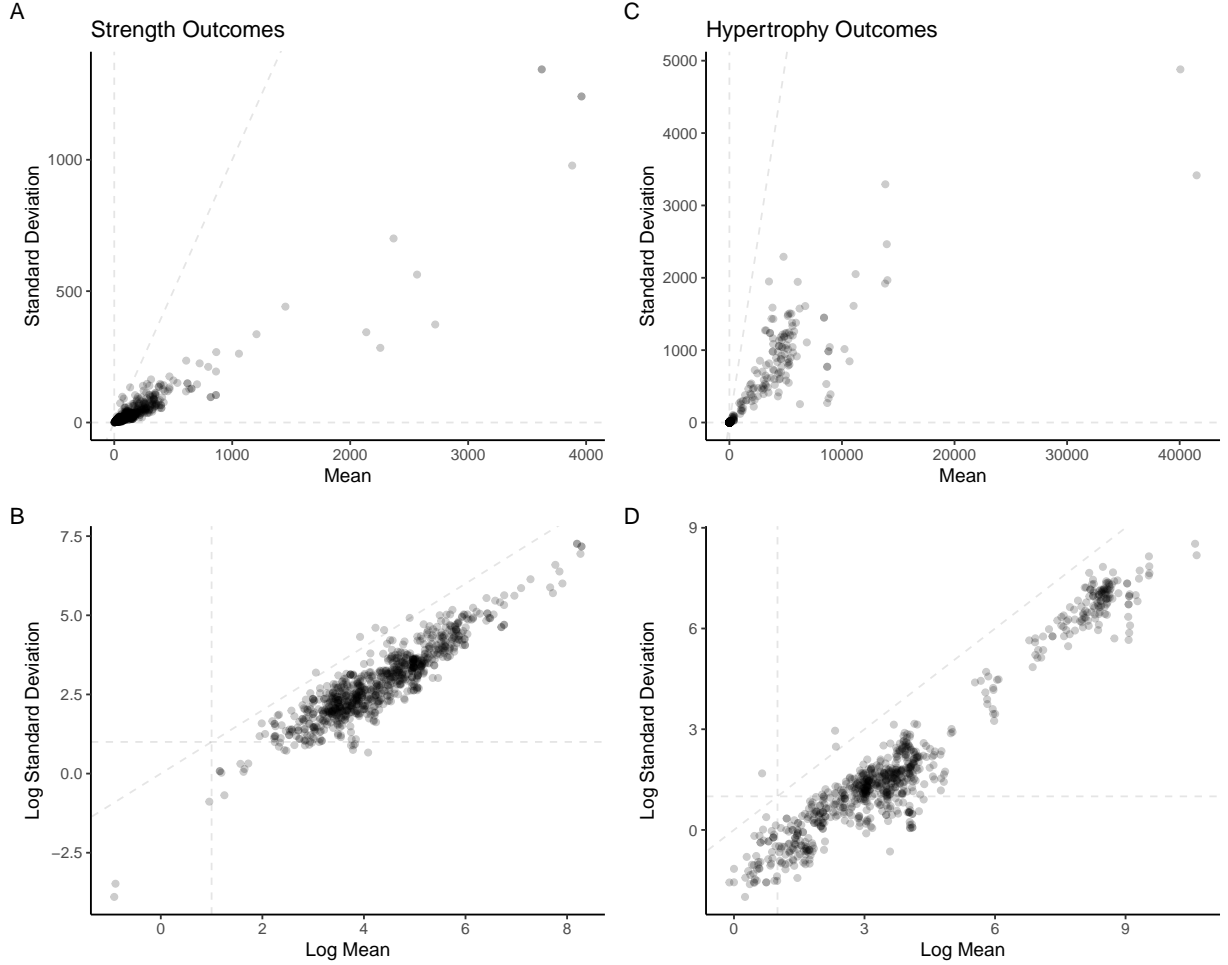 A
Strength Outcomes
1000
500
0
Standard Deviation
0 1000 2000 3000 4000
Mean
C
Hypertrophy Outcomes
5000
4000
3000
2000
1000
0
Standard Deviation
0 10000 20000 30000 40000
Mean
B
7.5
5.0
2.5
0.0
−2.5
Log Standard Deviation
0 2 4 6 8
Log Mean
D
9
6
3
0
Log Standard Deviation
0 3 6 9
Log Mean